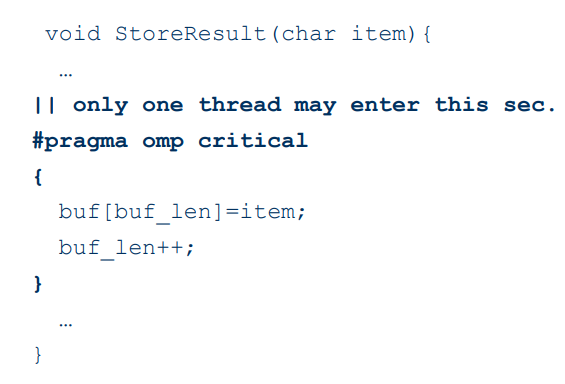 void StoreResult(char item){
…
|| only one thread may enter this sec.
#pragma omp critical
{
buf[buf_len]=item;
buf_len++;
}
…
}